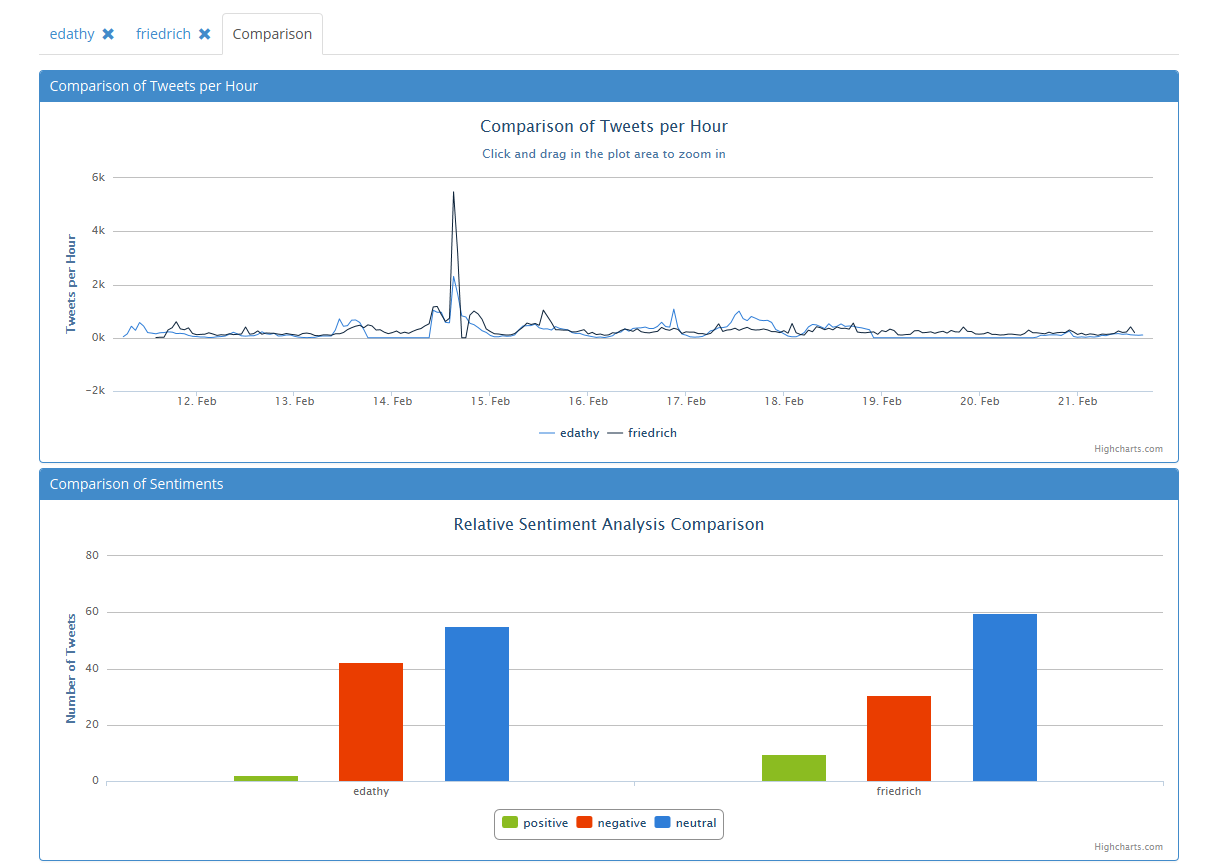 edathy ✖ friedrich ✖ Comparison
Comparison of Tweets per Hour
Comparison of Tweets per Hour
Click and drag in the plot area to zoom in
Tweets per Hour
6k
4k
2k
0k
−2k
12. Feb 13. Feb 14. Feb 15. Feb 16. Feb 17. Feb 18. Feb 19. Feb 20. Feb 21. Feb
edathy friedrich
Highcharts.com
Comparison of Sentiments
Relative Sentiment Analysis Comparison
Number of Tweets
80
60
40
20
0
edathy friedrich
positive negative neutral
Highcharts.com